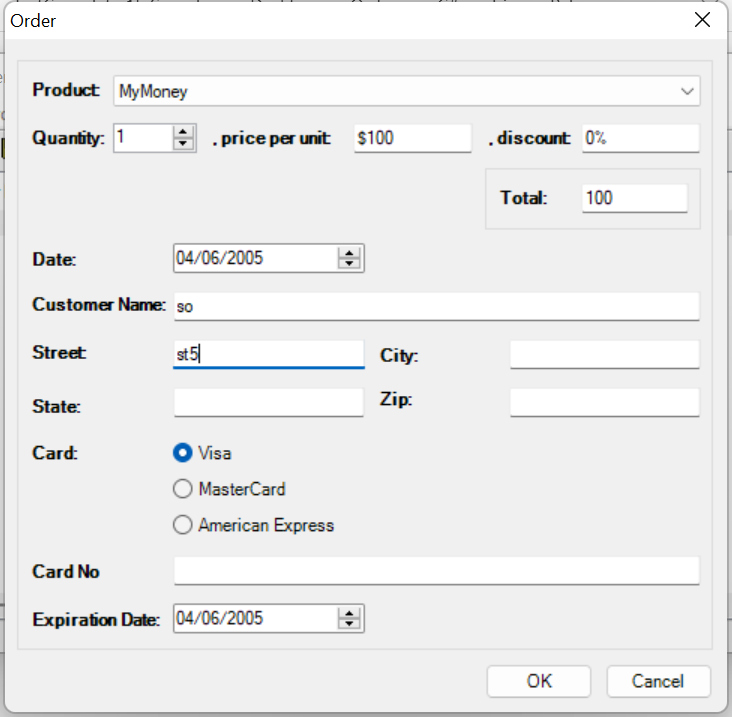 Order
Product: MyMoney
Quantity: 1 , price per unit: $100 , discount: 0%
Total: 100
Date: 04/06/2005
Customer Name: so
Street: st5 City:
State: Zip:
Card: Visa
MasterCard
American Express
Card No
Expiration Date: 04/06/2005
OK Cancel